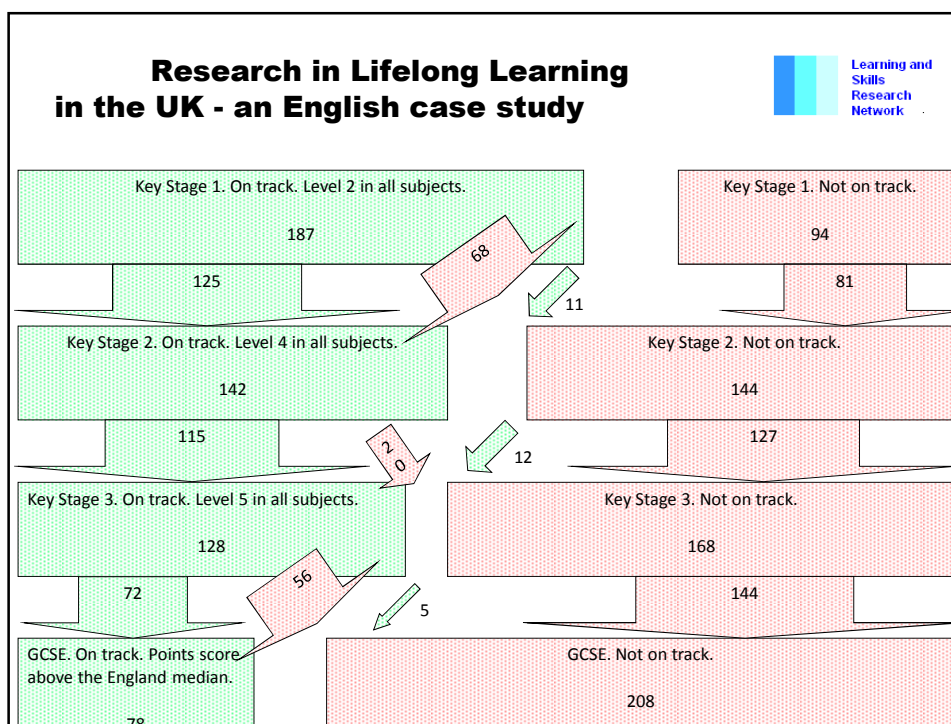 Research in Lifelong Learning
in the UK - an English case study
Learning and
Skills
Research
Network
Key Stage 1. On track. Level 2 in all subjects.
187
Key Stage 1. Not on track.
94
125
68
11
81
Key Stage 2. On track. Level 4 in all subjects.
142
Key Stage 2. Not on track.
144
115
20
12
127
Key Stage 3. On track. Level 5 in all subjects.
128
Key Stage 3. Not on track.
168
72
56
5
144
GCSE. On track. Points score
above the England median.
78
GCSE. Not on track.
208